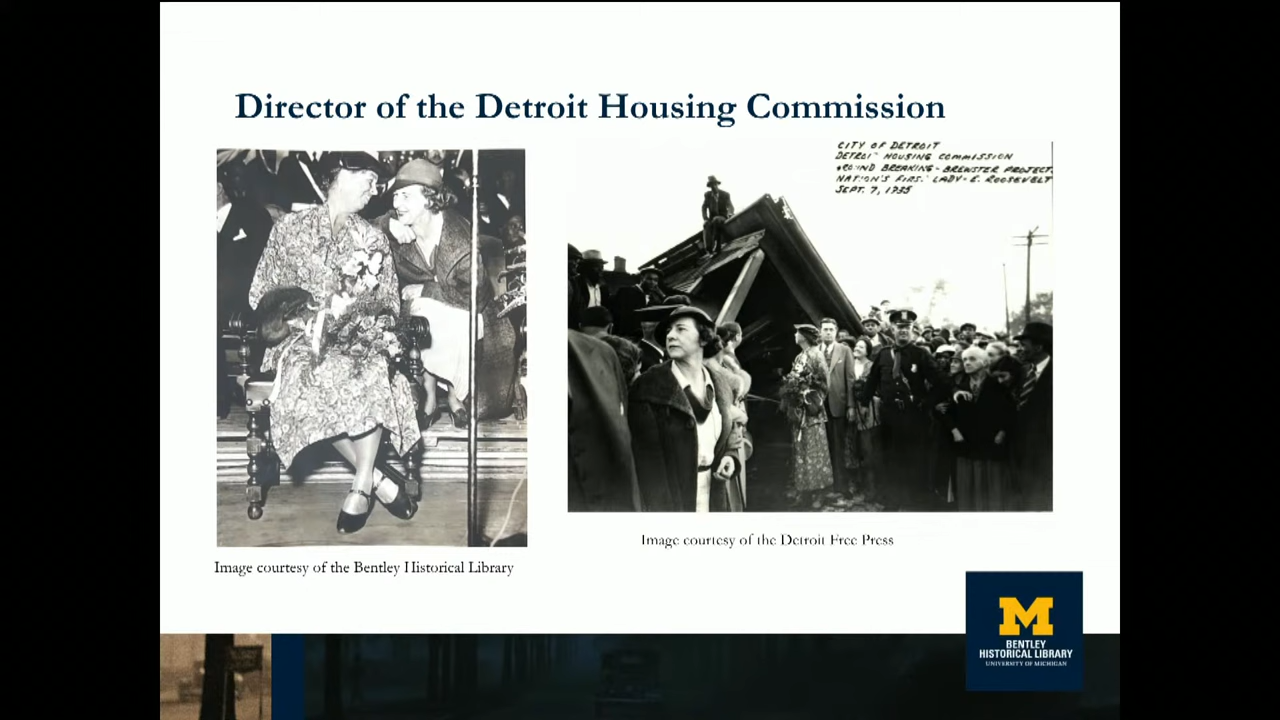 Director of the Detroit Housing Commission
CITY OF DETROIT
DETROIT HOUSING COMMISSION
GROUND BREAKING - BREWSTER PROJECT.
NATION'S FIRST LADY - E. ROOSEVELT
SEPT. 7, 1935
Image courtesy of the Detroit Free Press
Image courtesy of the Bentley Historical Library
M
BENTLEY
HISTORICAL LIBRARY
UNIVERSITY OF MICHIGAN